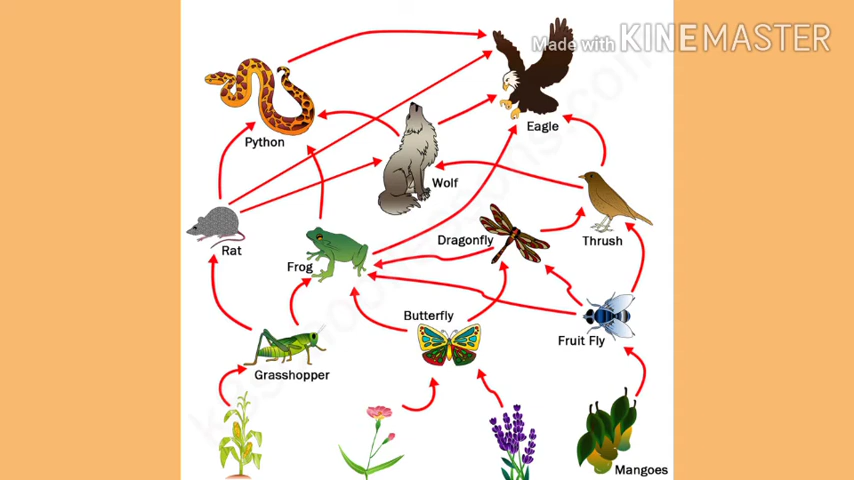 Made with KINEMASTER
Eagle
Python
Wolf
Rat
Frog
Dragonfly
Thrush
Butterfly
Fruit Fly
Grasshopper
Mangoes